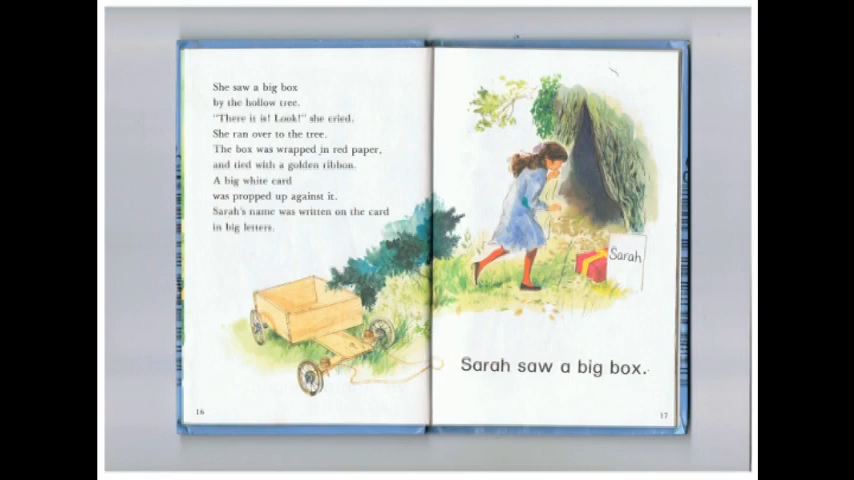 She saw a big box
by the hollow tree.
"There it is! Look!" she cried.
She ran over to the tree.
The box was wrapped in red paper,
and tied with a golden ribbon.
A big white card
was propped up against it.
Sarah's name was written on the card
in big letters.
16
Sarah
Sarah saw a big box.
17